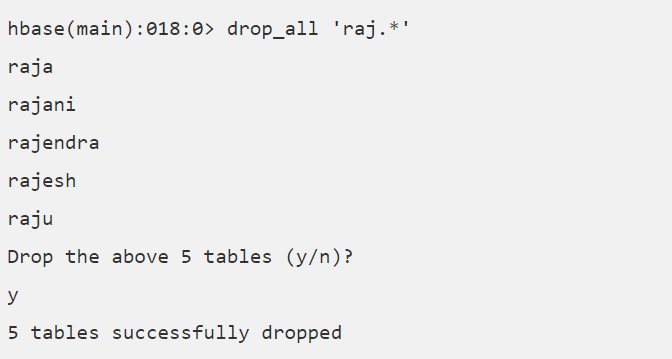 hbase(main):018:0> drop_all 'raj.*'
raja
rajani
rajendra
rajesh
raju
Drop the above 5 tables (y/n)?
y
5 tables successfully dropped